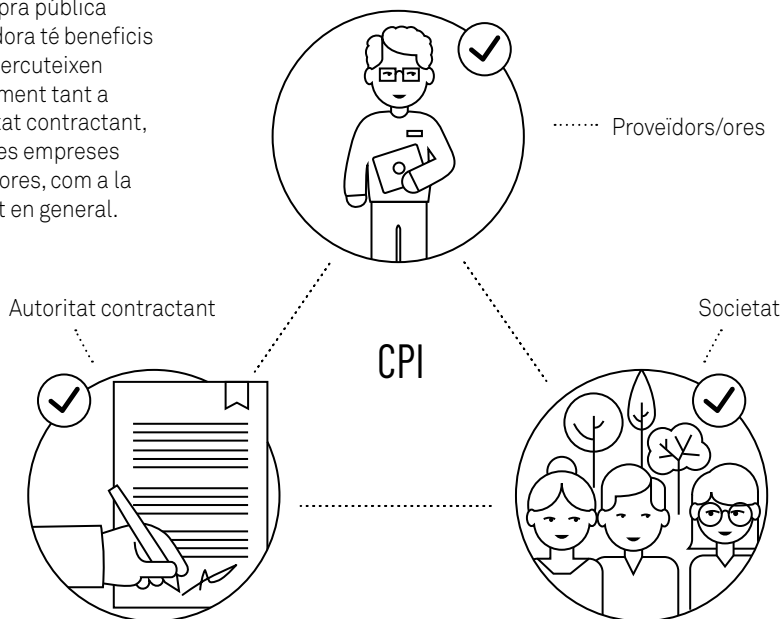 pra pública
dora té beneficis
ercuteixen
ment tant a
tat contractant,
es empreses
ores, com a la
t en general.
Proveïdors/ores
Autoritat contractant
Societat
CPI